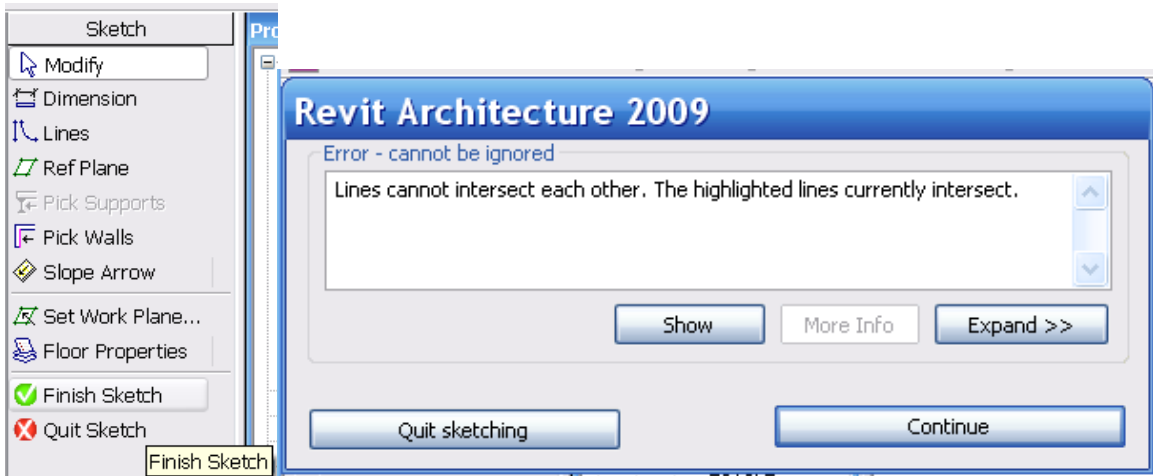 Sketch
Modify
Dimension
Lines
Ref Plane
Pick Supports
Pick Walls
Slope Arrow
Set Work Plane...
Floor Properties
Finish Sketch
Quit Sketch
Finish Sketch
Revit Architecture 2009
Error - cannot be ignored
Lines cannot intersect each other. The highlighted lines currently intersect.
Show
More Info
Expand >>
Quit sketching
Continue